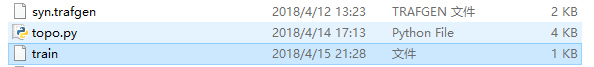 syn.trafgen 2018/4/12 13:23 TRAFGEN 文件 2 KB
topo.py 2018/4/14 17:13 Python File 4 KB
train 2018/4/15 21:28 文件 1 KB